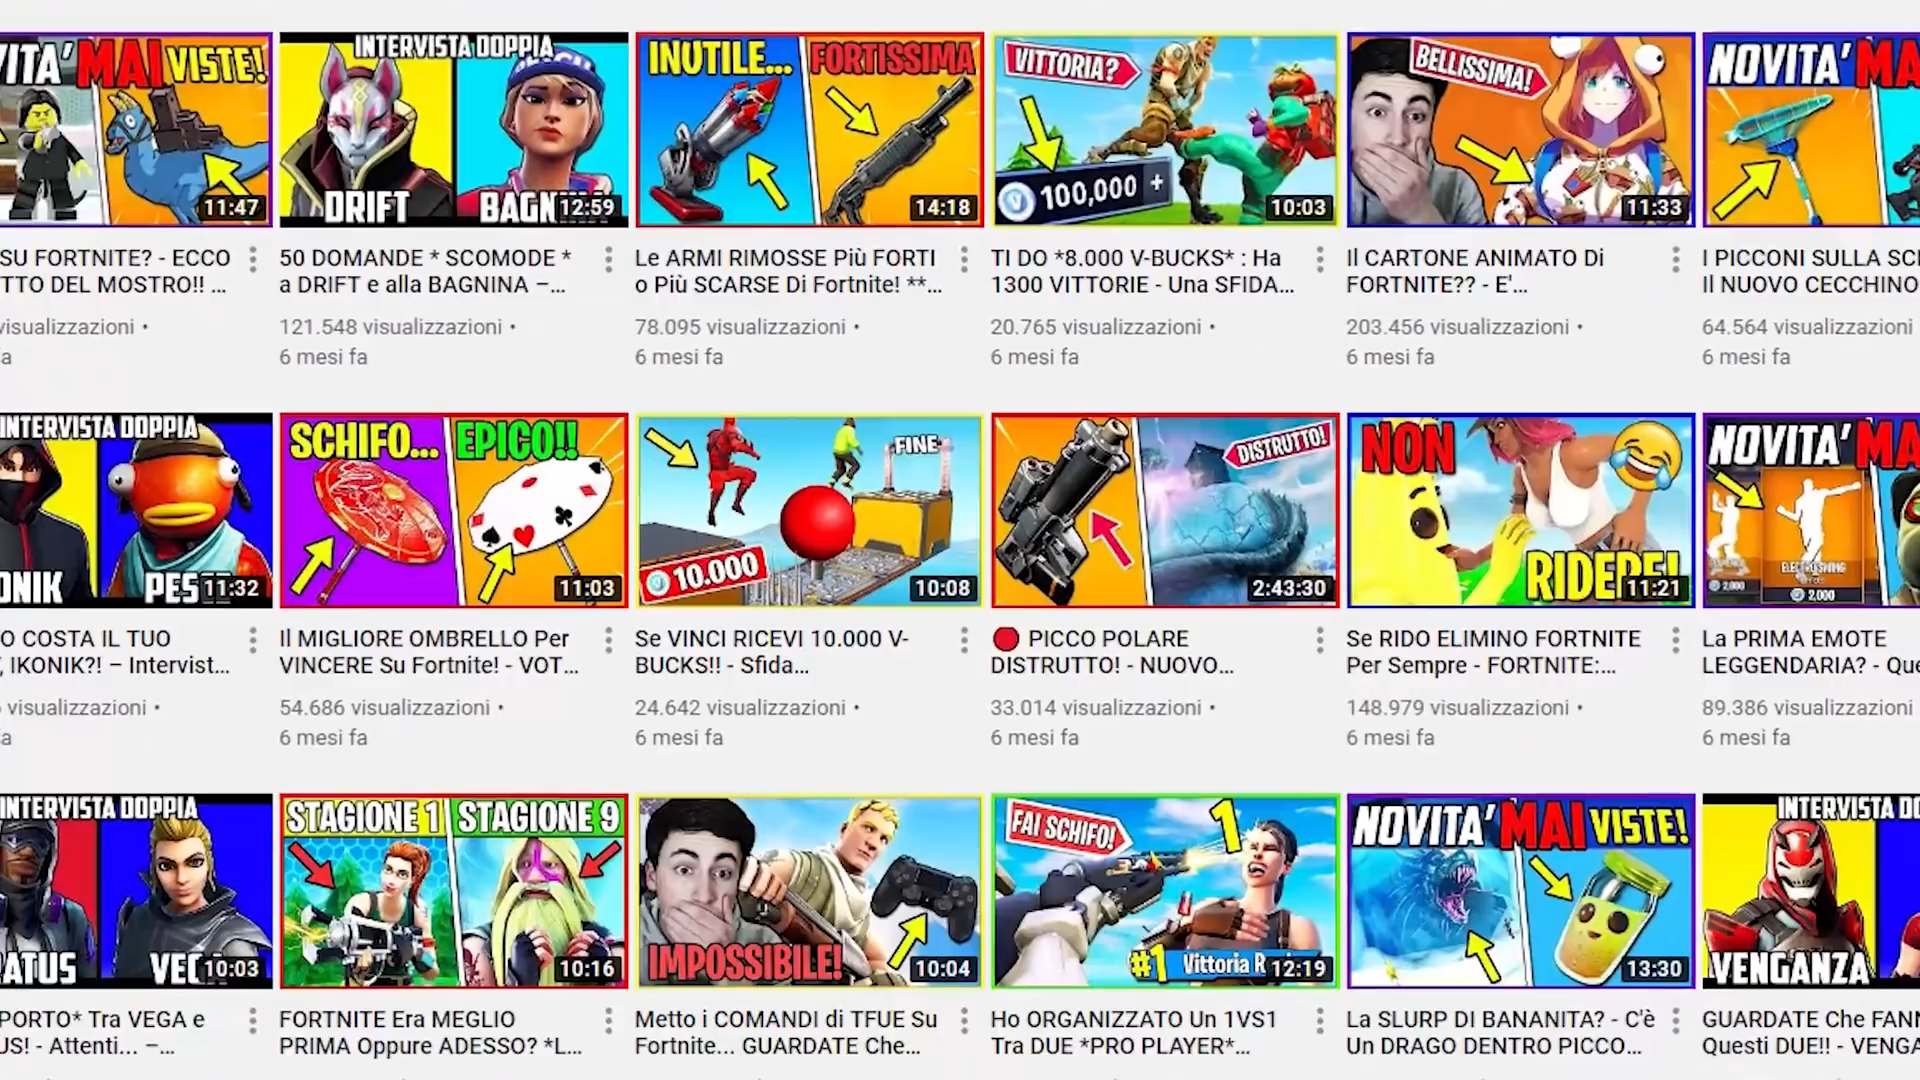 VITA' MAI VISTE!
11:47
SU FORTNITE? - ECCO
TTO DEL MOSTRO!! ...
visualizzazioni •
a
INTERVISTA DOPPIA
DRIFT
12:59
50 DOMANDE * SCOMODE *
a DRIFT e alla BAGNINA –...
121.548 visualizzazioni •
6 mesi fa
INUTILE...
FORTISSIMA
14:18
Le ARMI RIMOSSE Più FORTI
o Più SCARSE Di Fortnite! **...
78.095 visualizzazioni •
6 mesi fa
VITTORIA?
100,000 +
10:03
TI DO *8.000 V-BUCKS* : Ha
1300 VITTORIE - Una SFIDA...
20.765 visualizzazioni •
6 mesi fa
BELLISSIMA!
11:33
Il CARTONE ANIMATO Di
FORTNITE?? - E'...
203.456 visualizzazioni •
6 mesi fa
NOVITA' MA
I PICCONI SULLA SC
Il NUOVO CECCHINO
64.564 visualizzazioni
6 mesi fa
INTERVISTA DOPPIA
ONIK
PES
11:32
O COSTA IL TUO
, IKONIK?! – Intervist...
visualizzazioni •
a
SCHIFO...
EPICO!!
11:03
Il MIGLIORE OMBRELLO Per
VINCERE Su Fortnite! - VOT...
54.686 visualizzazioni •
6 mesi fa
FINE
10.000
10:08
Se VINCI RICEVI 10.000 V-
BUCKS!! - Sfida...
24.642 visualizzazioni •
6 mesi fa
DISTRUTTO!
2:43:30
PICCO POLARE
DISTRUTTO! - NUOVO...
33.014 visualizzazioni •
6 mesi fa
NON
RIDERE!
11:21
Se RIDO ELIMINO FORTNITE
Per Sempre - FORTNITE:...
148.979 visualizzazioni •
6 mesi fa
NOVITA' MA
2,000
2,000
La PRIMA EMOTE
LEGGENDARIA? - Que
89.386 visualizzazioni
6 mesi fa
INTERVISTA DOPPIA
ATUS
10:03
PORTO* Tra VEGA e
US! - Attenti... –...
STAGIONE 1
STAGIONE 9
10:16
FORTNITE Era MEGLIO
PRIMA Oppure ADESSO? *L...
IMPOSSIBILE!
10:04
Metto i COMANDI di TFUE Su
Fortnite... GUARDATE Che...
FAI SCHIFO!
1
#1 Vittoria R
12:19
Ho ORGANIZZATO Un 1VS1
Tra DUE *PRO PLAYER*...
NOVITA' MAI VISTE!
13:30
La SLURP DI BANANITA? - C'è
Un DRAGO DENTRO PICCO...
INTERVISTA DO
VENGANZA
GUARDATE Che FANN
Questi DUE!! - VENGA